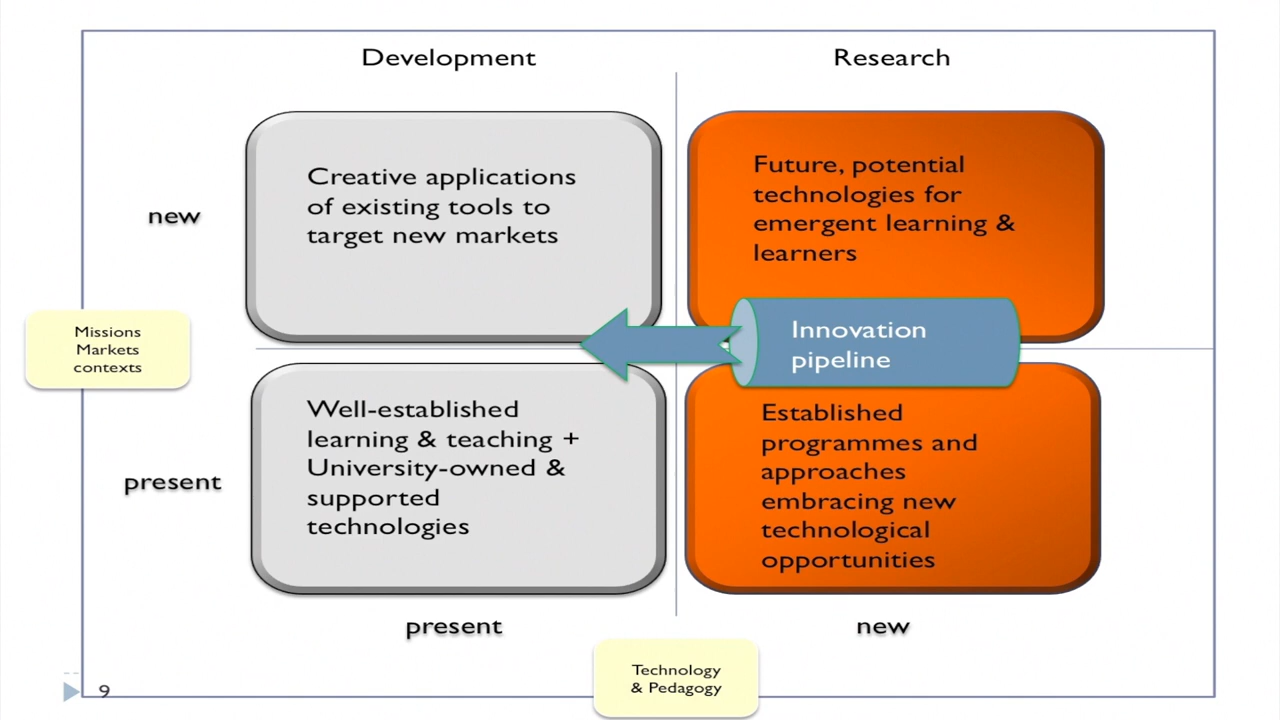 Development
Research
new
Creative applications
of existing tools to
target new markets
Future, potential
technologies for
emergent learning &
learners
Missions
Markets
contexts
Innovation
pipeline
present
Well-established
learning & teaching +
University-owned &
supported
technologies
Established
programmes and
approaches
embracing new
technological
opportunities
present
new
Technology
& Pedagogy
9